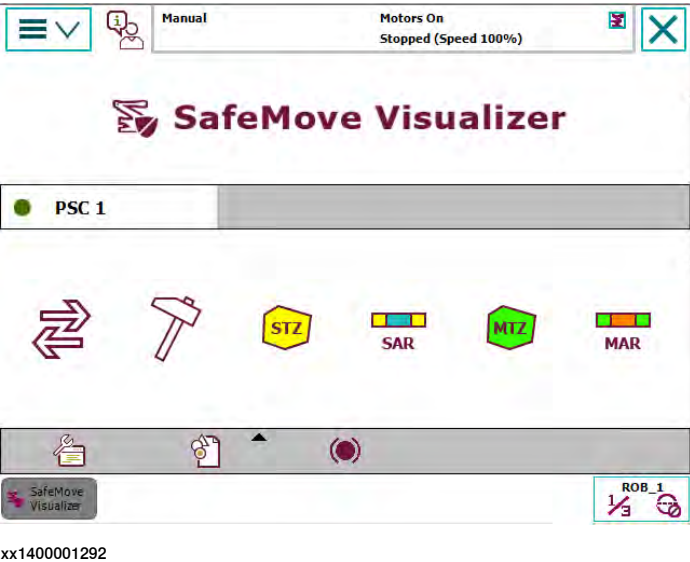 Manual
Motors On
Stopped (Speed 100%)
SafeMove Visualizer
PSC 1
STZ
SAR
MTZ
MAR
SafeMove
Visualizer
ROB_1
1/3
xx1400001292